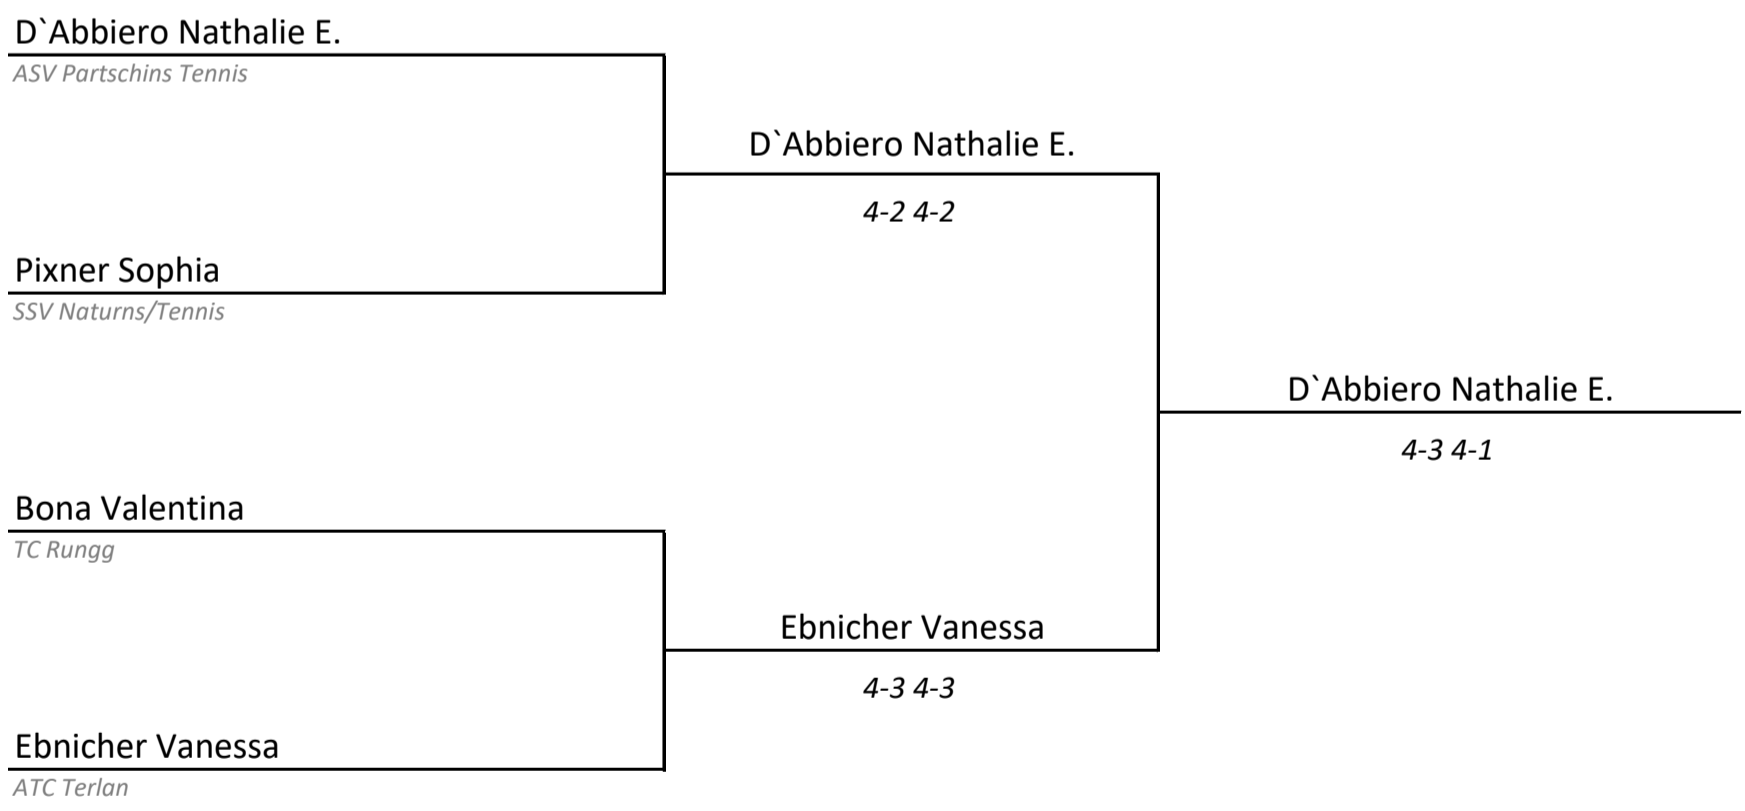 D`Abbiero Nathalie E.
ASV Partschins Tennis
D`Abbiero Nathalie E.
4-2 4-2
Pixner Sophia
SSV Naturns/Tennis
D`Abbiero Nathalie E.
4-3 4-1
Bona Valentina
TC Rungg
Ebnicher Vanessa
4-3 4-3
Ebnicher Vanessa
ATC Terlan